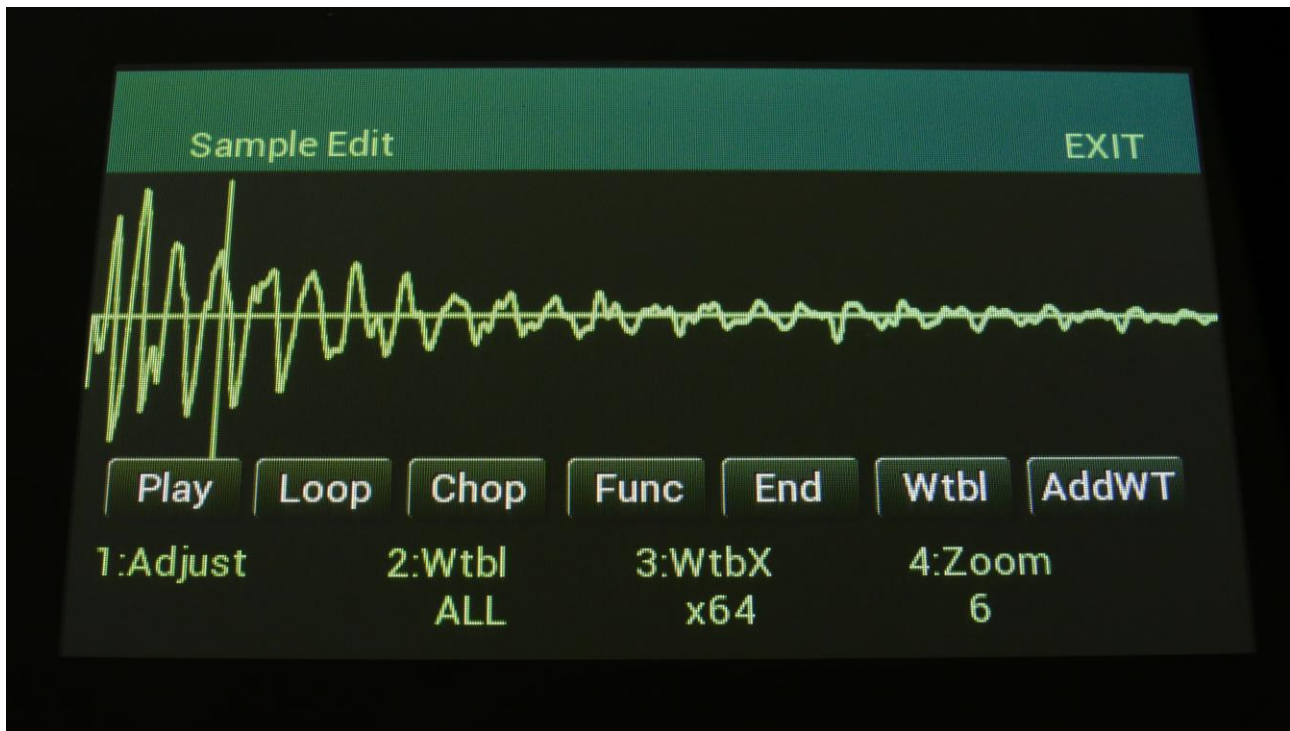 Sample Edit EXIT
Play Loop Chop Func End Wtbl AddWT
1:Adjust 2:Wtbl 3:WtbX 4:Zoom
ALL x64 6